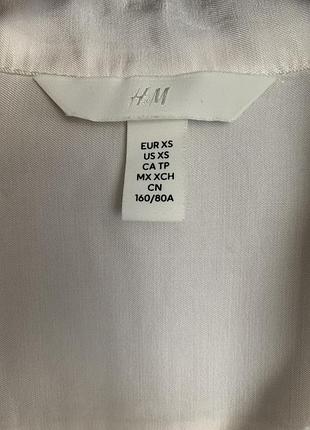 H&M
EUR XS
US XS
CA TP
MX XCH
CN
160/80A